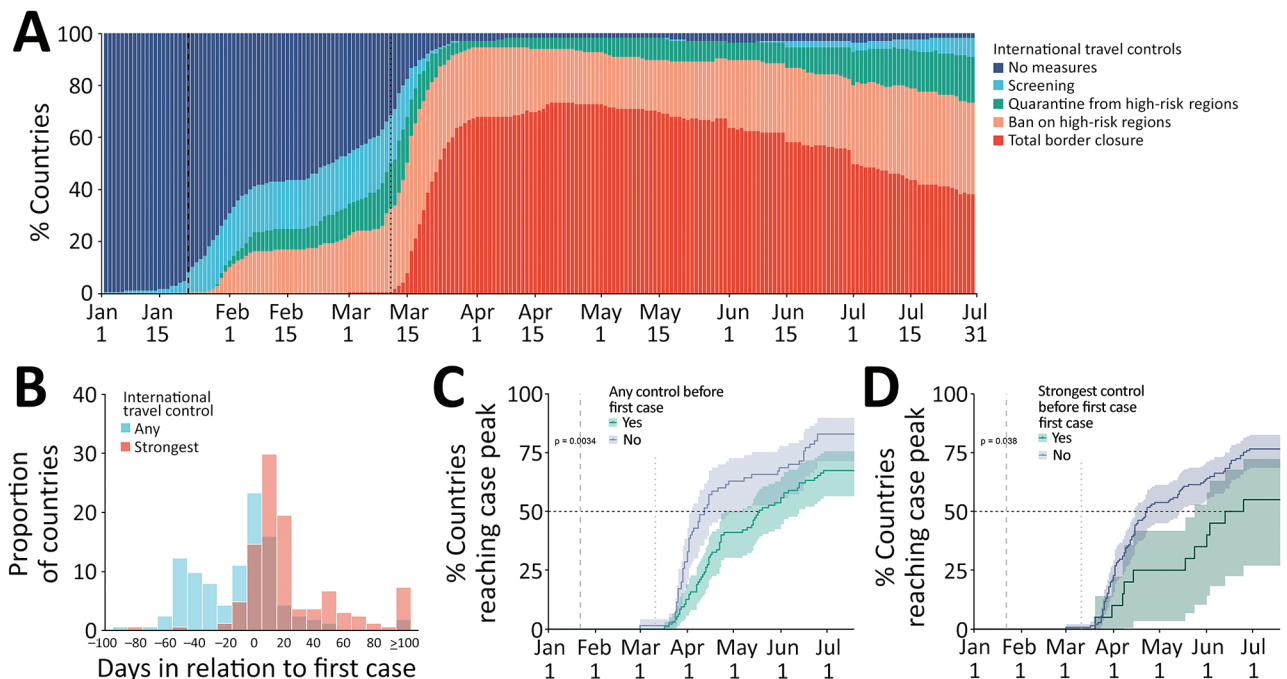 A
% Countries
100
80
60
40
20
0
Jan 1
Jan 15
Feb 1
Feb 15
Mar 1
Mar 15
Apr 1
Apr 15
May 1
May 15
Jun 1
Jun 15
Jul 1
Jul 15
Jul 31
International travel controls
No measures
Screening
Quarantine from high-risk regions
Ban on high-risk regions
Total border closure
B
Proportion
of countries
40
30
20
10
0
International
travel control
Any
Strongest
−100 −80 −60 −40 −20 0 20 40 60 80 ≥100
Days in relation to first case
C
% Countries
reaching case peak
100
75
50
25
0
Any control before
first case
Yes
No
p = 0.0034
Jan 1
Feb 1
Mar 1
Apr 1
May 1
Jun 1
Jul 1
D
% Countries
reaching case peak
100
75
50
25
0
Strongest control
before first case
first case
Yes
No
p = 0.038
Jan 1
Feb 1
Mar 1
Apr 1
May 1
Jun 1
Jul 1